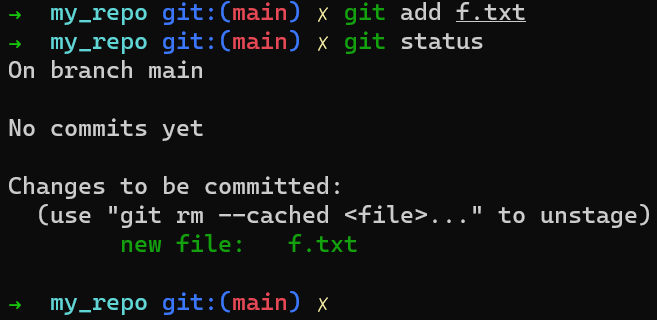 ➜  my_repo git:(main) ✗ git add f.txt
➜  my_repo git:(main) ✗ git status
On branch main

No commits yet

Changes to be committed:
  (use "git rm --cached <file>..." to unstage)
        new file:   f.txt

➜  my_repo git:(main) ✗